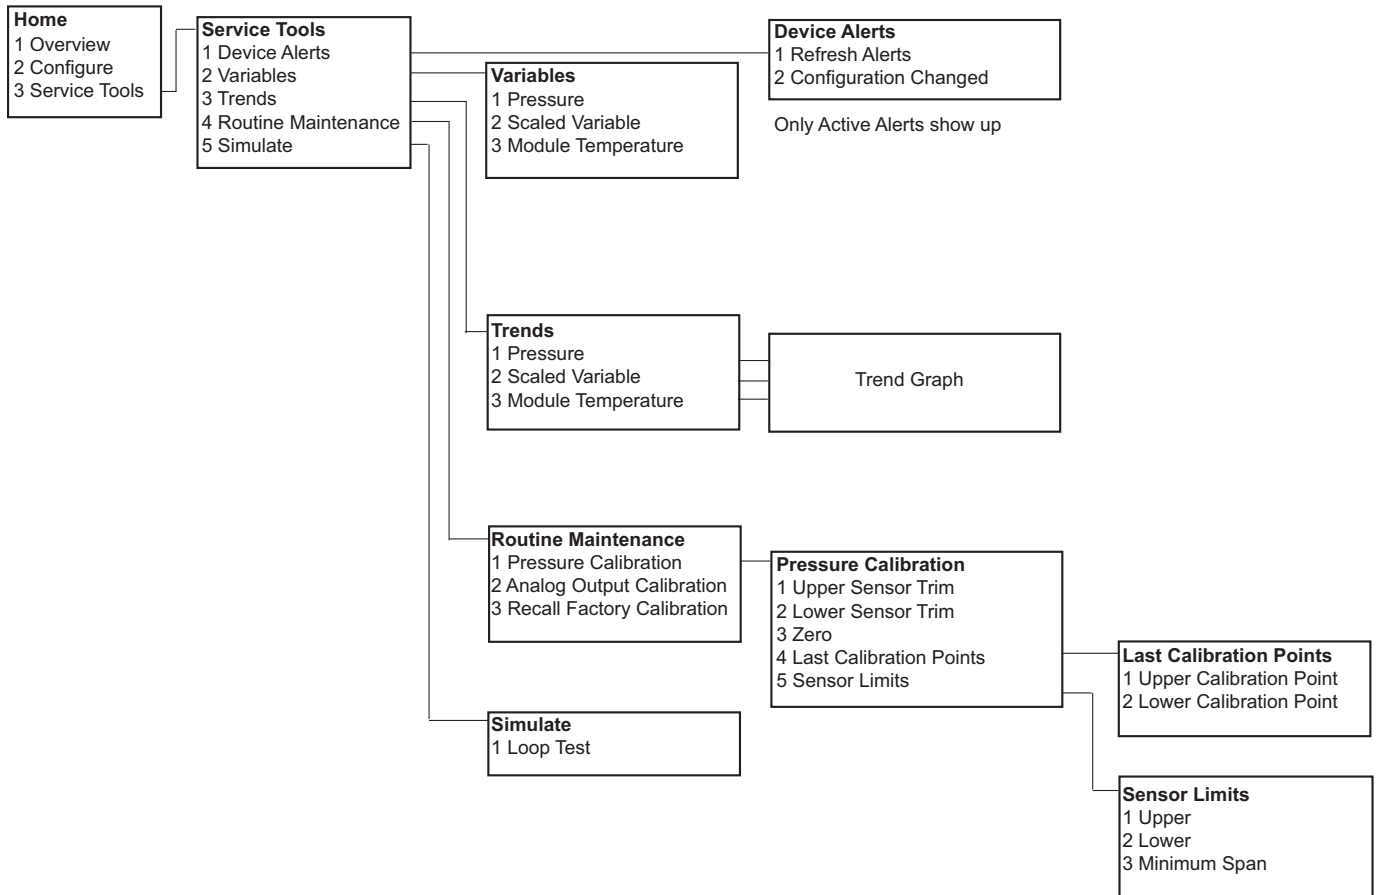 Home
1 Overview
2 Configure
3 Service Tools
Service Tools
1 Device Alerts
2 Variables
3 Trends
4 Routine Maintenance
5 Simulate
Variables
1 Pressure
2 Scaled Variable
3 Module Temperature
Device Alerts
1 Refresh Alerts
2 Configuration Changed
Only Active Alerts show up
Trends
1 Pressure
2 Scaled Variable
3 Module Temperature
Trend Graph
Routine Maintenance
1 Pressure Calibration
2 Analog Output Calibration
3 Recall Factory Calibration
Pressure Calibration
1 Upper Sensor Trim
2 Lower Sensor Trim
3 Zero
4 Last Calibration Points
5 Sensor Limits
Last Calibration Points
1 Upper Calibration Point
2 Lower Calibration Point
Simulate
1 Loop Test
Sensor Limits
1 Upper
2 Lower
3 Minimum Span